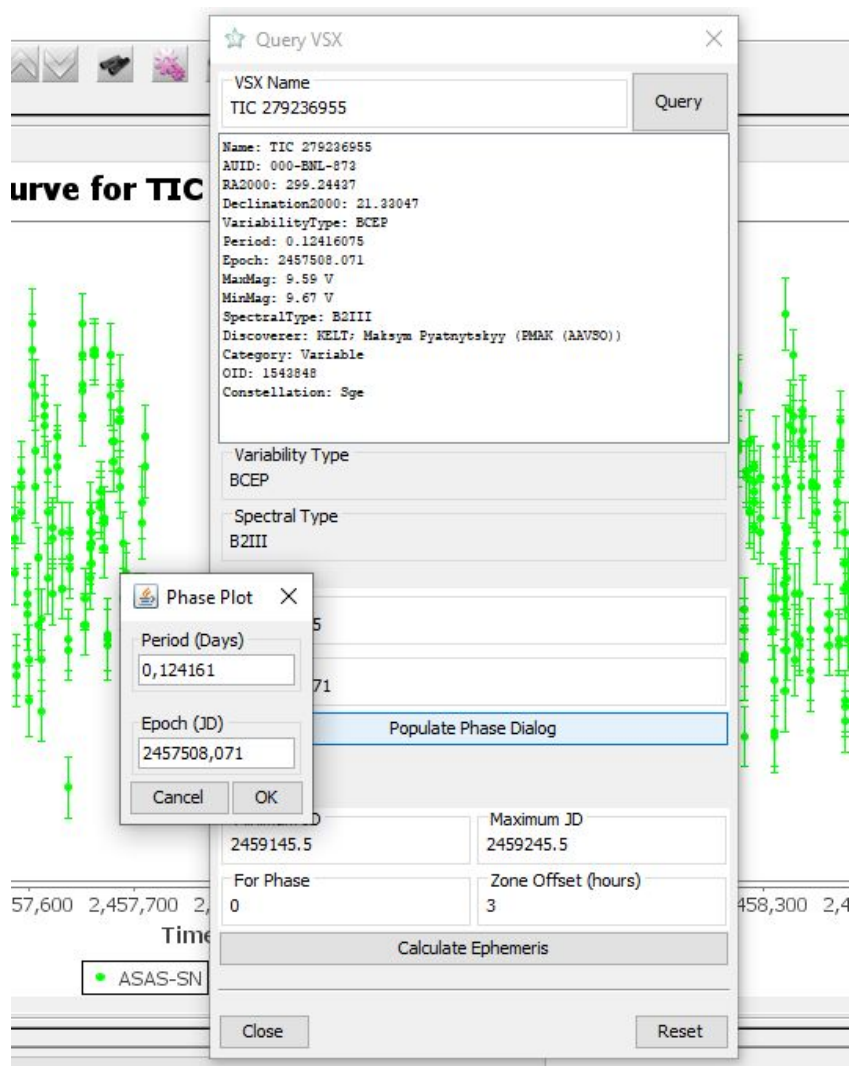 Query VSX
VSX Name
TIC 279236955
Query
Name: TIC 279236955
AUID: 000-BNL-873
RA2000: 299.24437
Declination2000: 21.33047
VariabilityType: BCEP
Period: 0.12416075
Epoch: 2457508.071
MaxMag: 9.59 V
MinMag: 9.67 V
SpectralType: B2III
Discoverer: KELT; Maksym Pyatnytskyy (PMAK (AAVSO))
Category: Variable
OID: 1543848
Constellation: Sge
urve for TIC
Variability Type
BCEP
Spectral Type
B2III
Phase Plot
Period (Days)
0,124161
Epoch (JD)
2457508,071
Cancel OK
5
71
Populate Phase Dialog
JD
Maximum JD
2459145.5
2459245.5
For Phase
Zone Offset (hours)
0
3
Calculate Ephemeris
57,600 2,457,700 2,
458,300 2,4
Time
ASAS-SN
Close
Reset